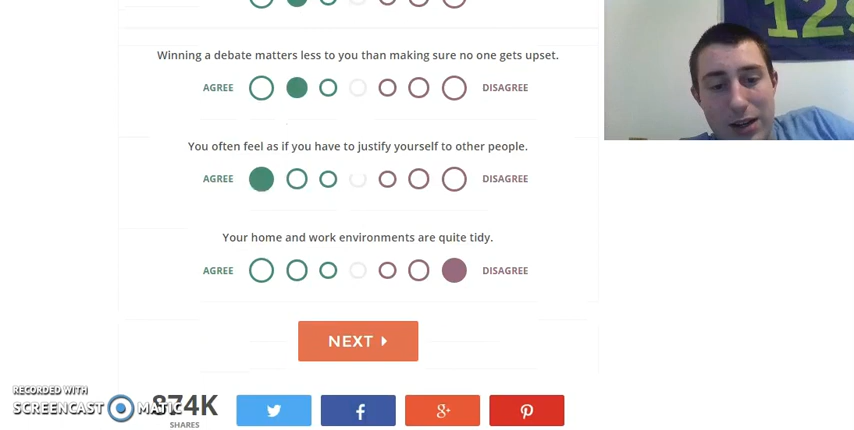 Winning a debate matters less to you than making sure no one gets upset.
AGREE DISAGREE
You often feel as if you have to justify yourself to other people.
AGREE DISAGREE
Your home and work environments are quite tidy.
AGREE DISAGREE
NEXT
RECORDED WITH
SCREENCAST MATIC
874K
SHARES